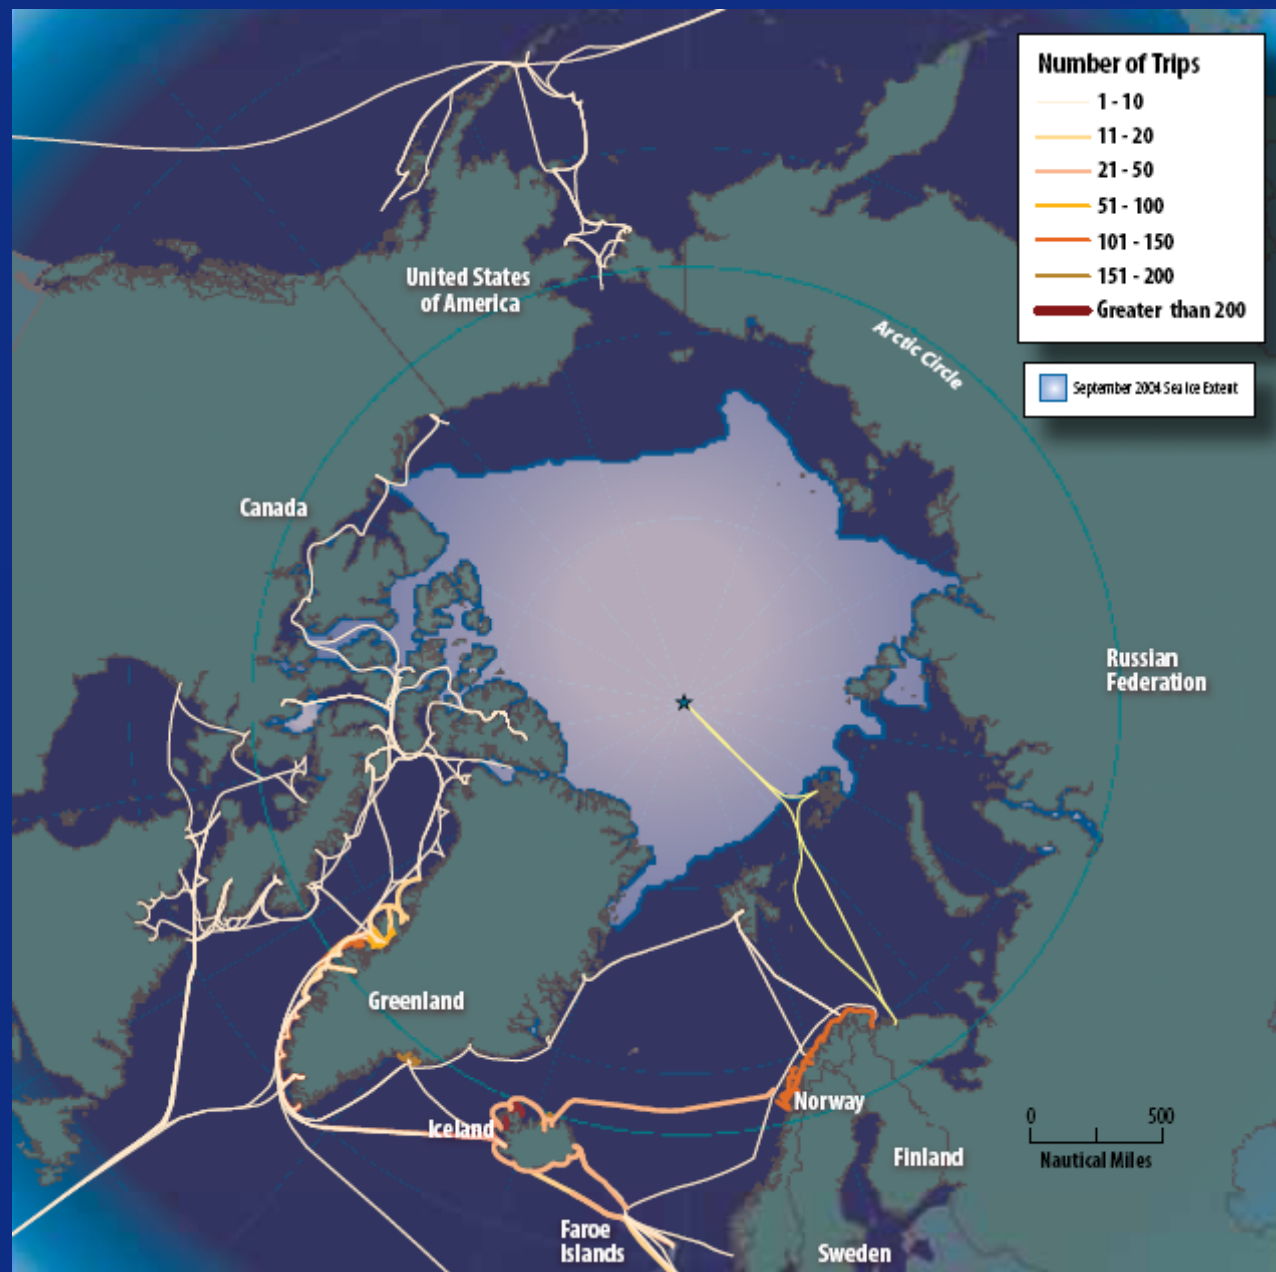 Number of Trips
1 - 10
11 - 20
21 - 50
51 - 100
101 - 150
151 - 200
Greater than 200
September 2004 Sea Ice Extent
United States
of America
Arctic Circle
Canada
Russian
Federation
Greenland
Norway
Iceland
Finland
Faroe
Islands
Sweden
0 500
Nautical Miles